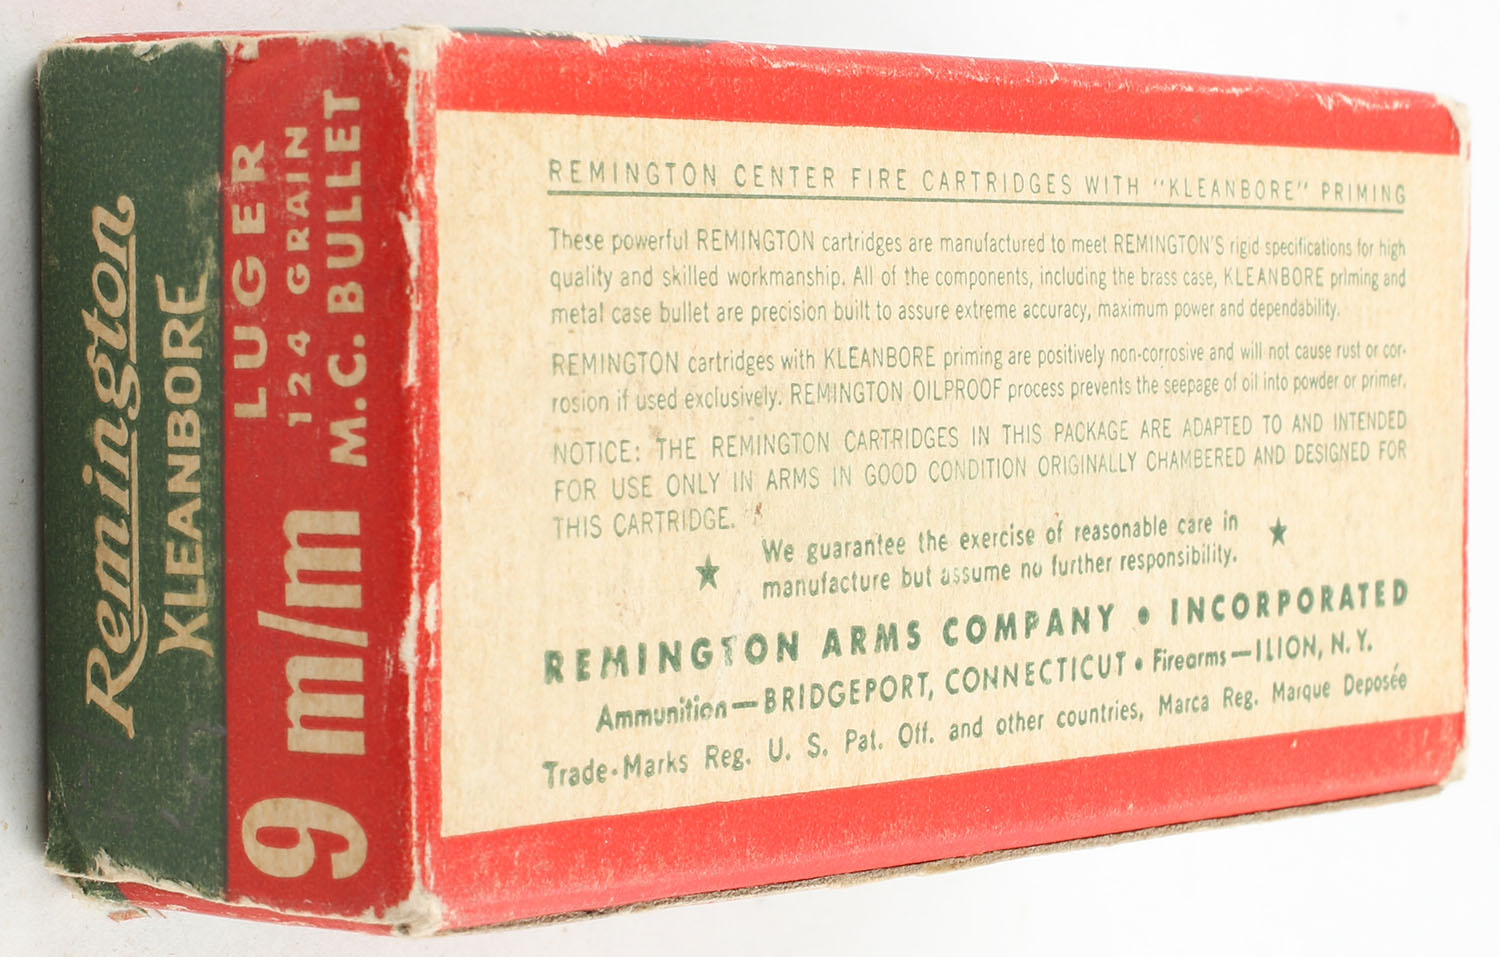 Remington
KLEANBORE
9 m/m LUGER
124 GRAIN
M.C. BULLET
REMINGTON CENTER FIRE CARTRIDGES WITH "KLEANBORE" PRIMING
These powerful REMINGTON cartridges are manufactured to meet REMINGTON'S rigid specifications for high
quality and skilled workmanship. All of the components, including the brass case, KLEANBORE priming and
metal case bullet are precision built to assure extreme accuracy, maximum power and dependability.
REMINGTON cartridges with KLEANBORE priming are positively non-corrosive and will not cause rust or cor-
rosion if used exclusively. REMINGTON OILPROOF process prevents the seepage of oil into powder or primer.
NOTICE: THE REMINGTON CARTRIDGES IN THIS PACKAGE ARE ADAPTED TO AND INTENDED
FOR USE ONLY IN ARMS IN GOOD CONDITION ORIGINALLY CHAMBERED AND DESIGNED FOR
THIS CARTRIDGE.
We guarantee the exercise of reasonable care in
manufacture but assume no further responsibility.
REMINGTON ARMS COMPANY • INCORPORATED
Ammunition—BRIDGEPORT, CONNECTICUT • Firearms—ILION, N. Y.
Trade-Marks Reg. U. S. Pat. Off. and other countries, Marca Reg. Marque Deposée